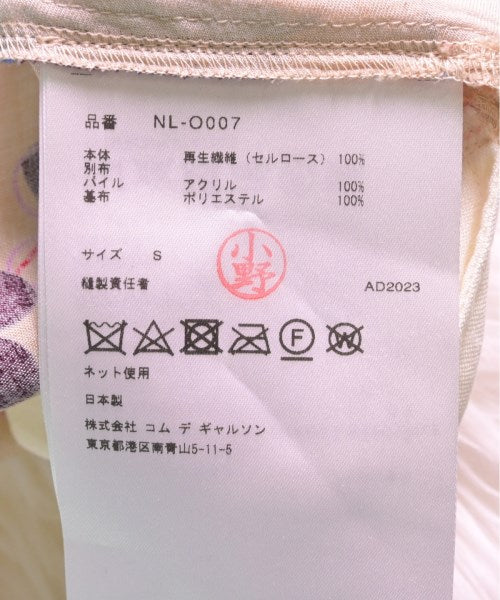 品番 NL-O007
本体 再生繊維（セルロース） 100%
別布
パイル アクリル 100%
基布 ポリエステル 100%
サイズ S
小野
縫製責任者 AD2023
F W
ネット使用
日本製
株式会社 コム デ ギャルソン
東京都港区南青山5-11-5